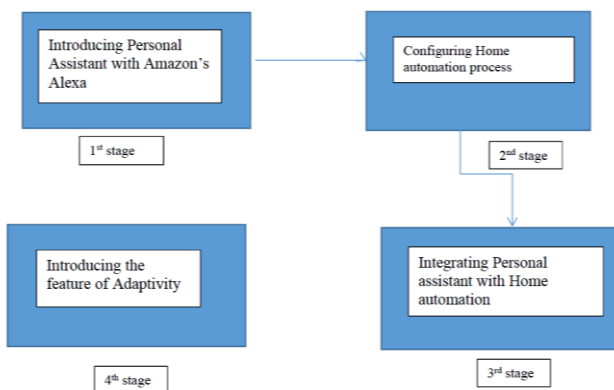 Introducing Personal
Assistant with Amazon's
Alexa
1st stage
Configuring Home
automation process
2nd stage
Introducing the
feature of Adaptivity
4th stage
Integrating Personal
assistant with Home
automation
3rd stage